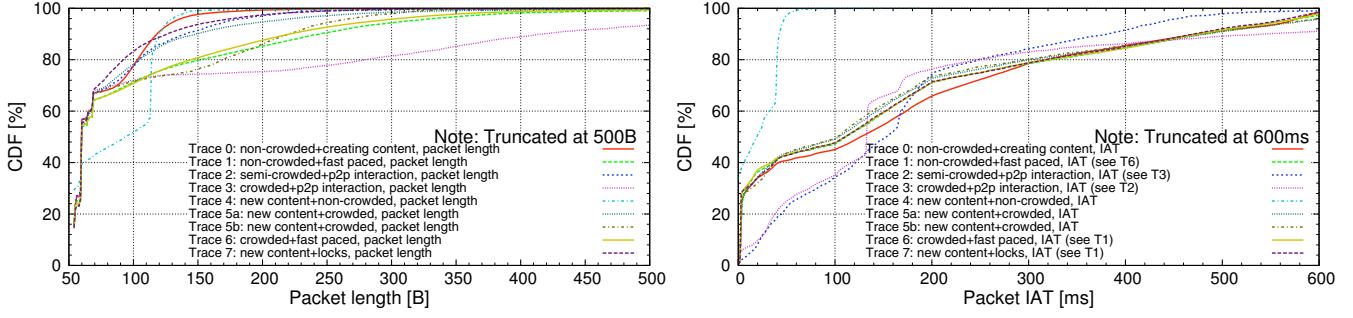 100
80
60
40
20
0
CDF [%]
Note: Truncated at 500B
Trace 0: non-crowded+creating content, packet length
Trace 1: non-crowded+fast paced, packet length
Trace 2: semi-crowded+p2p interaction, packet length
Trace 3: crowded+p2p interaction, packet length
Trace 4: new content+non-crowded, packet length
Trace 5a: new content+crowded, packet length
Trace 5b: new content+crowded, packet length
Trace 6: crowded+fast paced, packet length
Trace 7: new content+locks, packet length
50 100 150 200 250 300 350 400 450 500
Packet length [B]
100
80
60
40
20
0
CDF [%]
Note: Truncated at 600ms
Trace 0: non-crowded+creating content, IAT
Trace 1: non-crowded+fast paced, IAT (see T6)
Trace 2: semi-crowded+p2p interaction, IAT (see T3)
Trace 3: crowded+p2p interaction, IAT (see T2)
Trace 4: new content+non-crowded, IAT
Trace 5a: new content+crowded, IAT
Trace 5b: new content+crowded, IAT
Trace 6: crowded+fast paced, IAT (see T1)
Trace 7: new content+locks, IAT (see T1)
0 100 200 300 400 500 600
Packet IAT [ms]